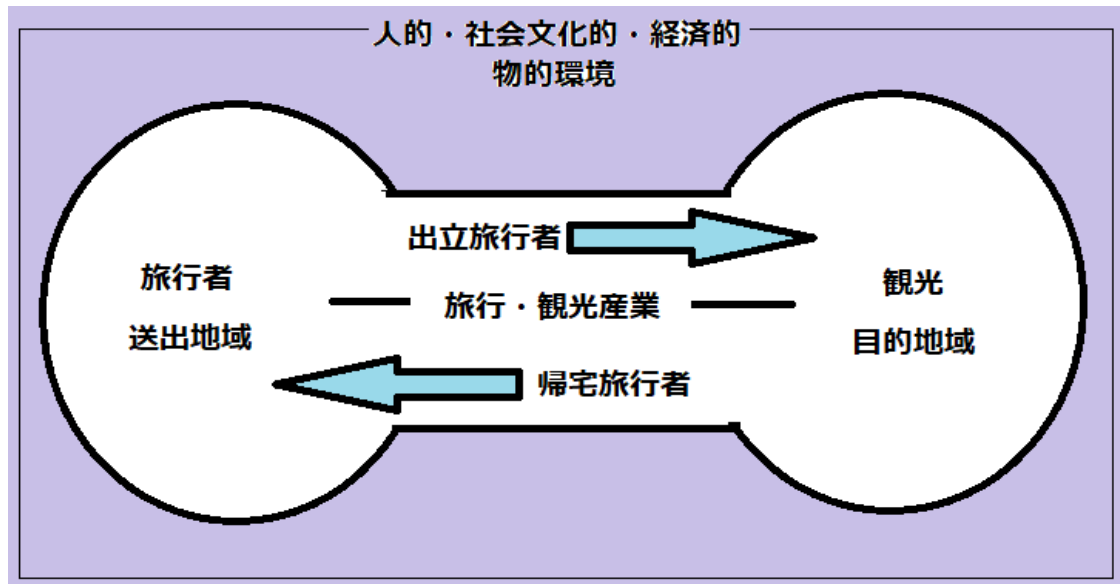 人的・社会文化的・経済的
物的環境
出立旅行者
旅行者
送出地域
旅行・観光産業
観光
目的地域
帰宅旅行者